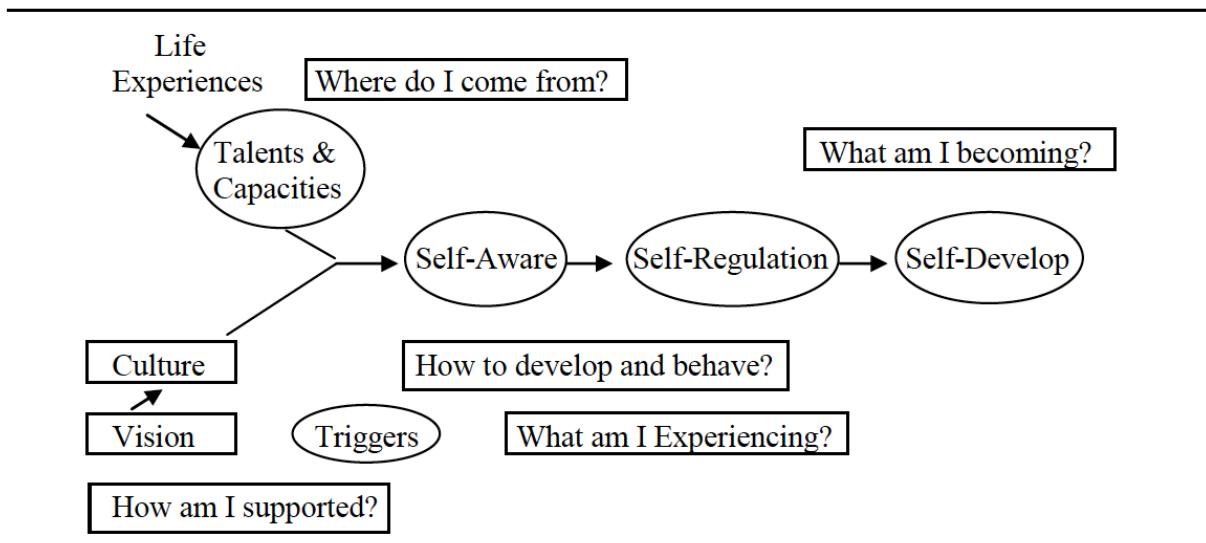 Life
Experiences
Where do I come from?
Talents &
Capacities
What am I becoming?
Self-Aware
Self-Regulation
Self-Develop
Culture
How to develop and behave?
Vision
Triggers
What am I Experiencing?
How am I supported?